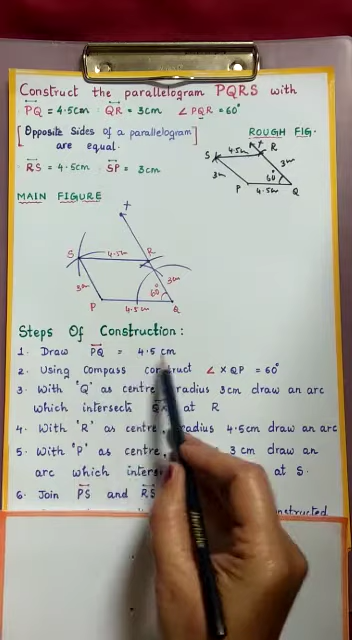 Construct the parallelogram PQRS with
PQ = 4.5cm QR = 3cm ∠ PQR = 60°
[Opposite Sides of a parallelogram are equal.]
RS = 4.5cm SP = 3cm
ROUGH FIG.
X
S 4.5cm R
3cm 3cm
60°
P 4.5cm Q
MAIN FIGURE
X
S R
4.5cm
3cm 3cm
60°
P 4.5cm Q
Steps Of Construction:
1. Draw PQ = 4.5 cm
2. Using compass construct ∠ XQP = 60°
3. With 'Q' as centre, radius 3cm draw an arc
which intersects at R
4. With 'R' as centre, radius 4.5cm draw an arc
5. With 'P' as centre, 3 cm draw an
arc which at S.
6. Join PS and RS
constructed